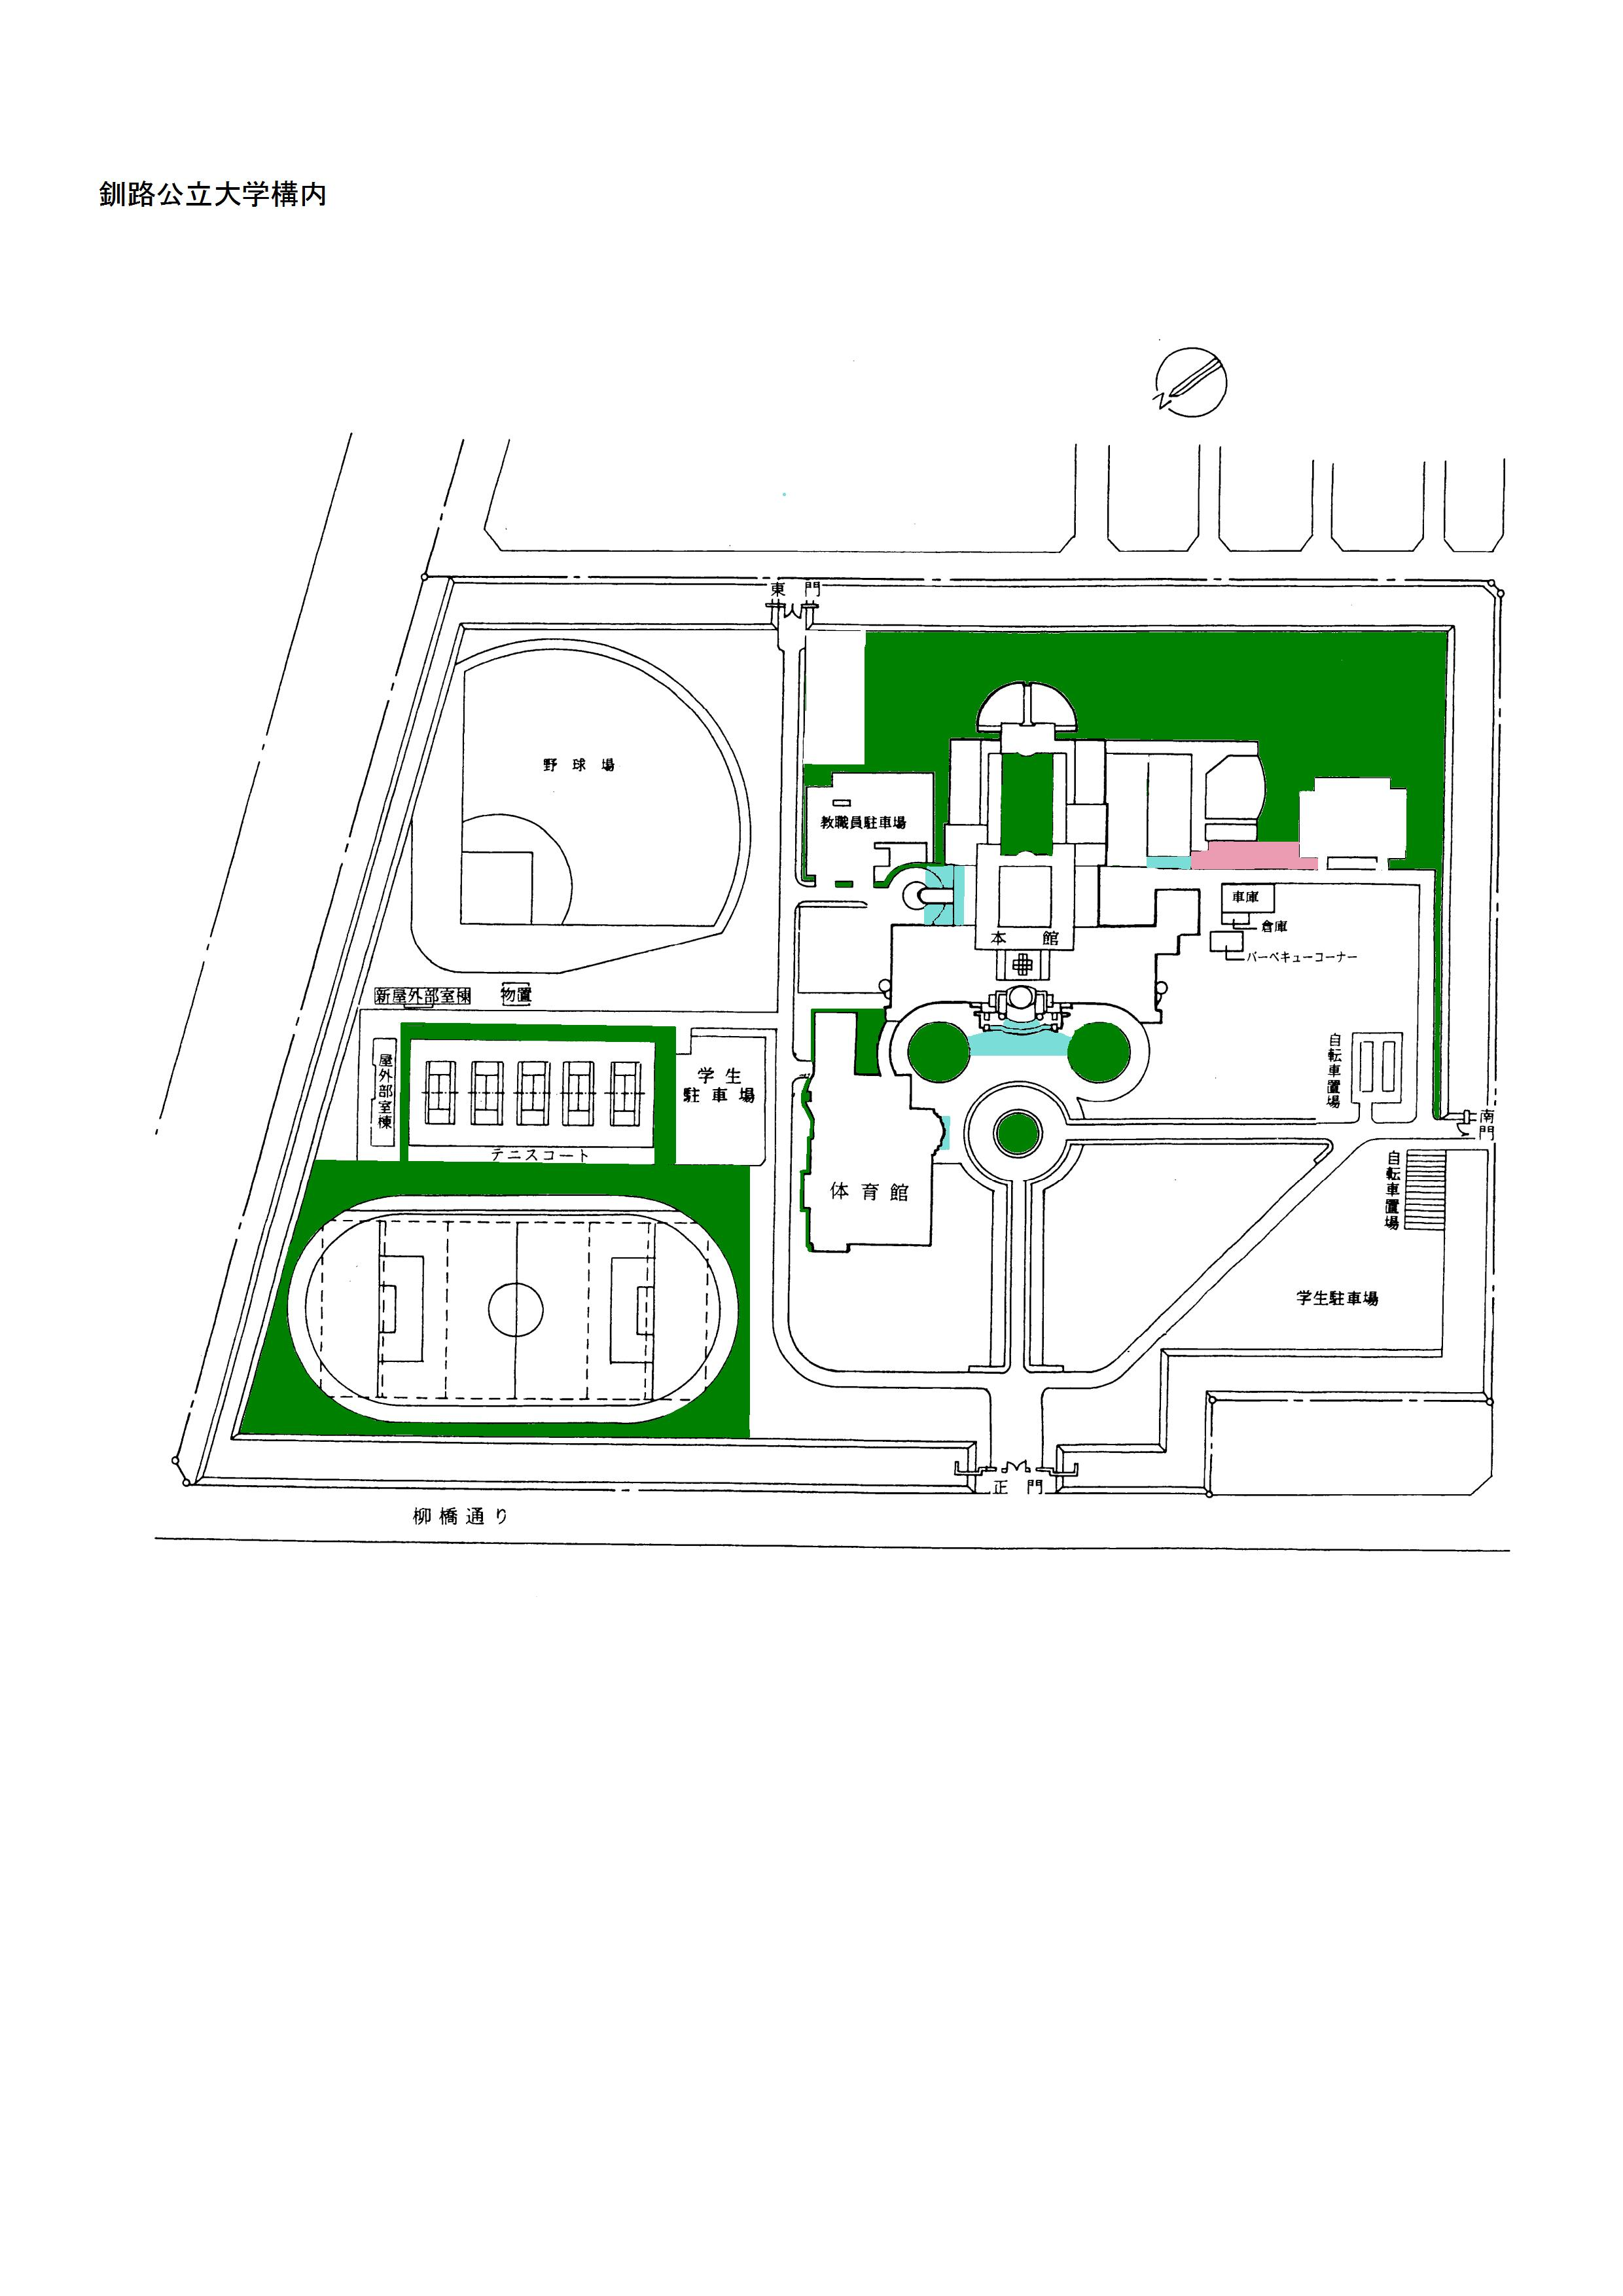 釧路公立大学構内
N
東門
野球場
教職員駐車場
車庫
倉庫
本館
バーベキューコーナー
新屋外部室棟
物置
屋外部室棟
学生
駐車場
自転車置場
南門
テニスコート
自転車置場
体育館
学生駐車場
正門
柳橋通り